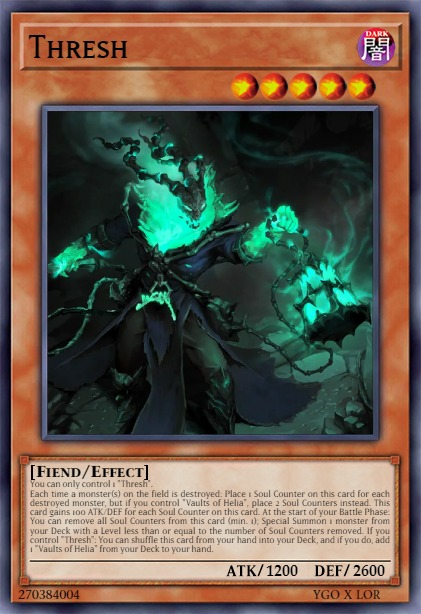 Thresh
DARK
闇
[Fiend/Effect]
You can only control 1 "Thresh".
Each time a monster(s) on the field is destroyed: Place 1 Soul Counter on this card for each
destroyed monster, but if you control "Vaults of Helia", place 2 Soul Counters instead. This
card gains 100 ATK/DEF for each Soul Counter on this card. At the start of your Battle Phase:
You can remove all Soul Counters from this card (min. 1); Special Summon 1 monster from
your Deck with a Level less than or equal to the number of Soul Counters removed. If you
control "Thresh": You can shuffle this card from your hand into your Deck, and if you do, add
1 "Vaults of Helia" from your Deck to your hand.
ATK/1200 DEF/2600
270384004 YGO X LOR